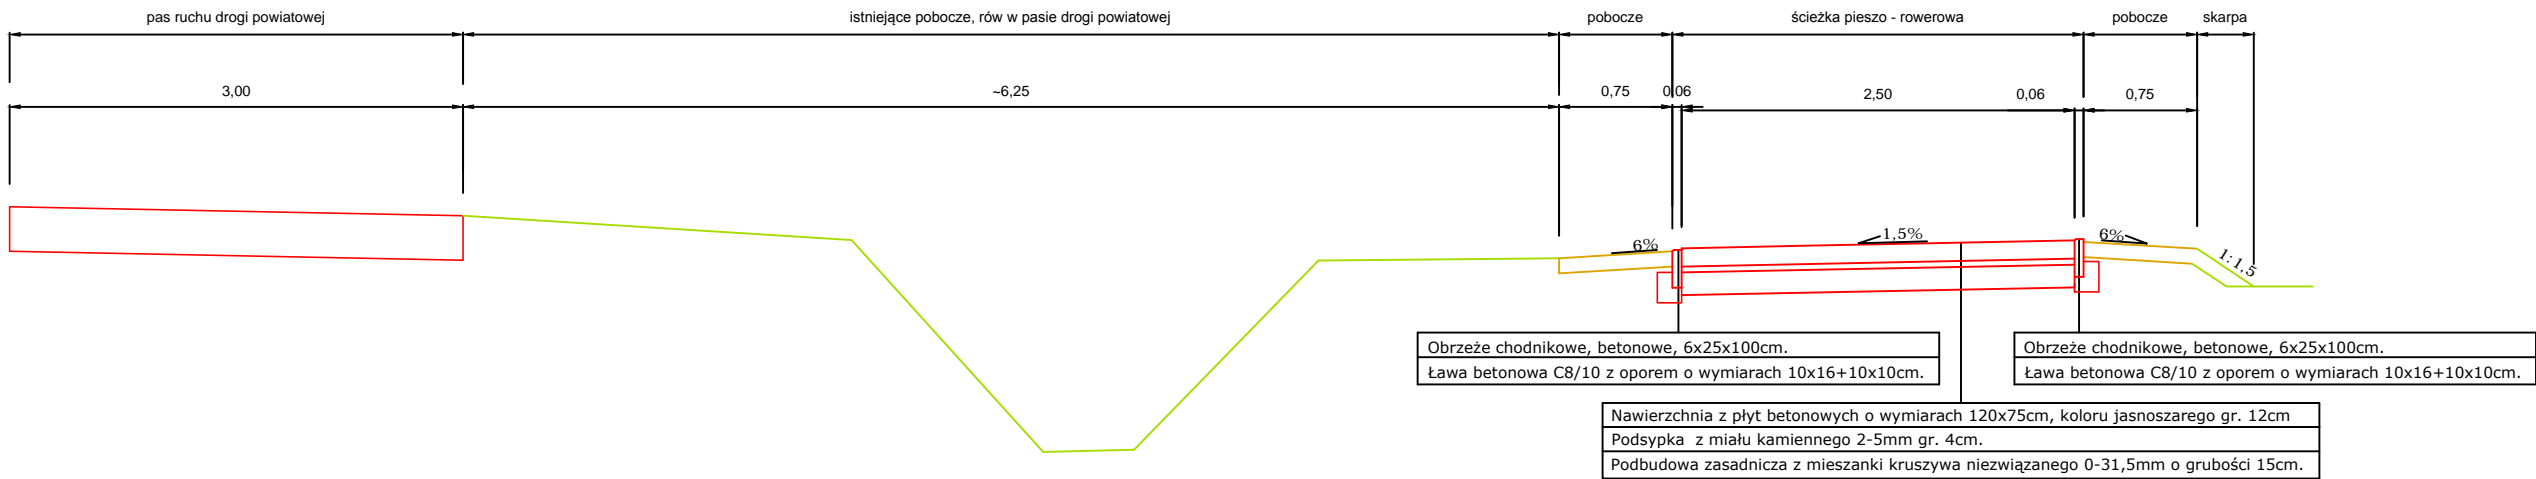 pas ruchu drogi powiatowej
istniejące pobocze, rów w pasie drogi powiatowej
pobocze
ścieżka pieszo - rowerowa
pobocze
skarpa
3,00
~6,25
0,75
0,06
2,50
0,06
0,75
6%
1,5%
6%
1:1,5
Obrzeże chodnikowe, betonowe, 6x25x100cm.
Ława betonowa C8/10 z oporem o wymiarach 10x16+10x10cm.
Obrzeże chodnikowe, betonowe, 6x25x100cm.
Ława betonowa C8/10 z oporem o wymiarach 10x16+10x10cm.
Nawierzchnia z płyt betonowych o wymiarach 120x75cm, koloru jasnoszarego gr. 12cm
Podsypka z miału kamiennego 2-5mm gr. 4cm.
Podbudowa zasadnicza z mieszanki kruszywa niezwiązanego 0-31,5mm o grubości 15cm.